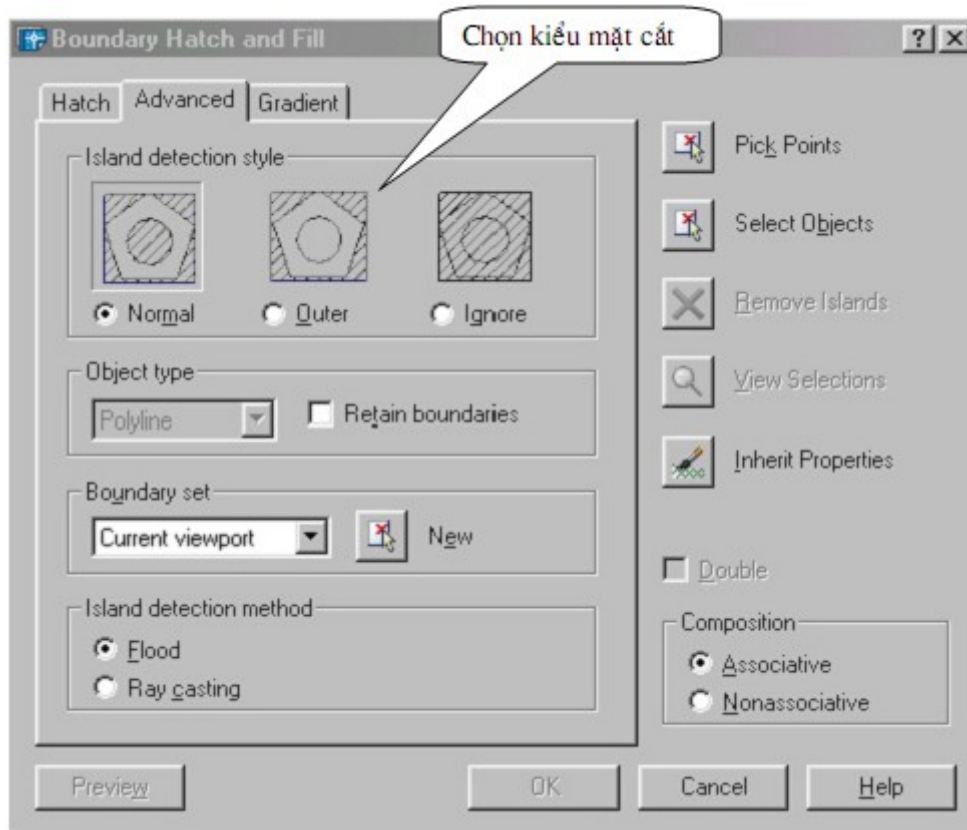 Boundary Hatch and Fill
Chọn kiểu mặt cắt
Hatch Advanced Gradient
Island detection style
Normal Outer Ignore
Object type
Polyline Retain boundaries
Boundary set
Current viewport New
Island detection method
Flood
Ray casting
Pick Points
Select Objects
Remove Islands
View Selections
Inherit Properties
Double
Composition
Associative
Nonassociative
Preview OK Cancel Help